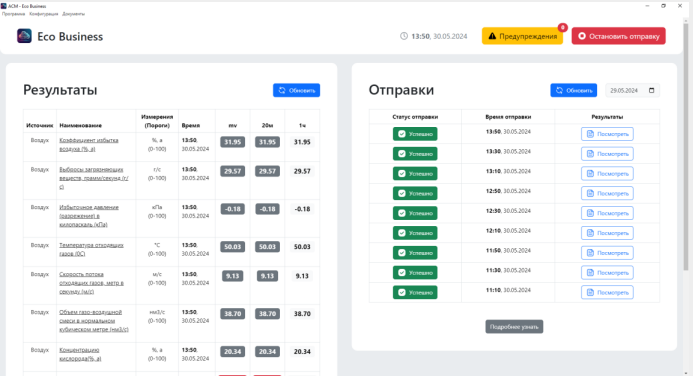 ACM - Eco Business
Программа Конфигурация Документы
Eco Business
13:50, 30.05.2024
Предупреждения
0
Остановить отправку
Результаты
Обновить
Источник Наименование Измерения (Пороги) Время mv 20м 1ч
Воздух Коэффициент избытка воздуха (%, a) %, a (0-100) 13:50, 30.05.2024 31.95 31.95 31.95
Воздух Выбросы загрязняющих веществ, грамм/секунд (г/с) г/с (0-100) 13:50, 30.05.2024 29.57 29.57 29.57
Воздух Избыточное давление (разрежения) в килопаскаль (кПа) кПа (0-100) 13:50, 30.05.2024 -0.18 -0.18 -0.18
Воздух Температура отходящих газов (0C) °C (0-100) 13:50, 30.05.2024 50.03 50.03 50.03
Воздух Скорость потока отходящих газов, метр в секунду (м/с) м/с (0-100) 13:50, 30.05.2024 9.13 9.13 9.13
Воздух Объем газо-воздушной смеси в нормальном кубическом метре (нм3/с) нм3/с (0-100) 13:50, 30.05.2024 38.70 38.70 38.70
Воздух Концентрацию кислорода(%, a) %, a (0-100) 13:50, 30.05.2024 20.34 20.34 20.34
Отправки
Обновить
29.05.2024
Статус отправки Время отправки Результаты
Успешно 13:50, 30.05.2024 Посмотреть
Успешно 13:30, 30.05.2024 Посмотреть
Успешно 13:10, 30.05.2024 Посмотреть
Успешно 12:50, 30.05.2024 Посмотреть
Успешно 12:30, 30.05.2024 Посмотреть
Успешно 12:10, 30.05.2024 Посмотреть
Успешно 11:50, 30.05.2024 Посмотреть
Успешно 11:30, 30.05.2024 Посмотреть
Успешно 11:10, 30.05.2024 Посмотреть
Подробнее узнать